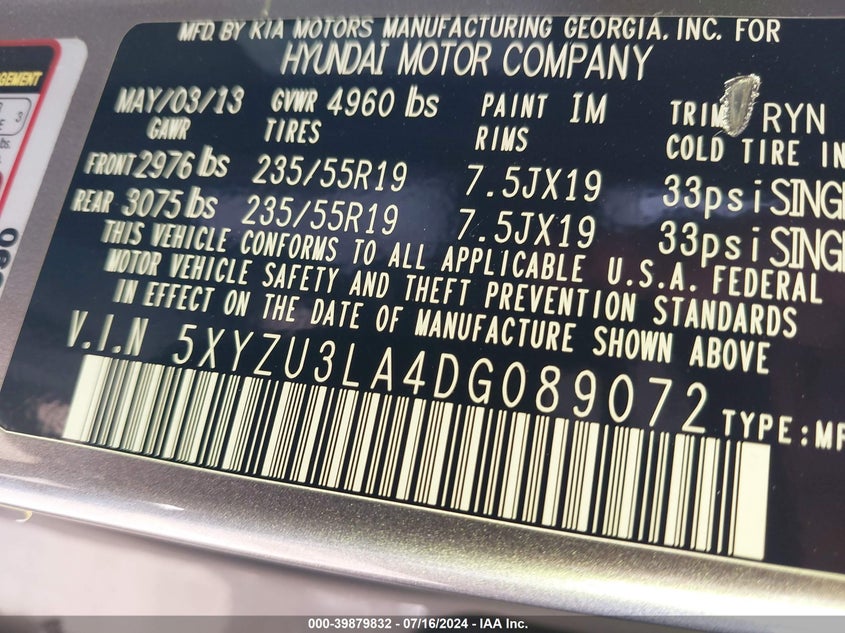 MFD. BY KIA MOTORS MANUFACTURING GEORGIA, INC. FOR
HYUNDAI MOTOR COMPANY
MAY/03/13 GVWR 4960 lbs PAINT IM TRIM RYN
GAWR TIRES RIMS COLD TIRE IN
FRONT 2976 lbs 235/55R19 7.5JX19 33psi SINGL
REAR 3075 lbs 235/55R19 7.5JX19 33psi SINGL
THIS VEHICLE CONFORMS TO ALL APPLICABLE U.S.A. FEDERAL
MOTOR VEHICLE SAFETY AND THEFT PREVENTION STANDARDS
IN EFFECT ON THE DATE OF MANUFACTURE SHOWN ABOVE
V.I.N 5XYZU3LA4DG089072 TYPE:MP
000-39879832 - 07/16/2024 - IAA Inc.